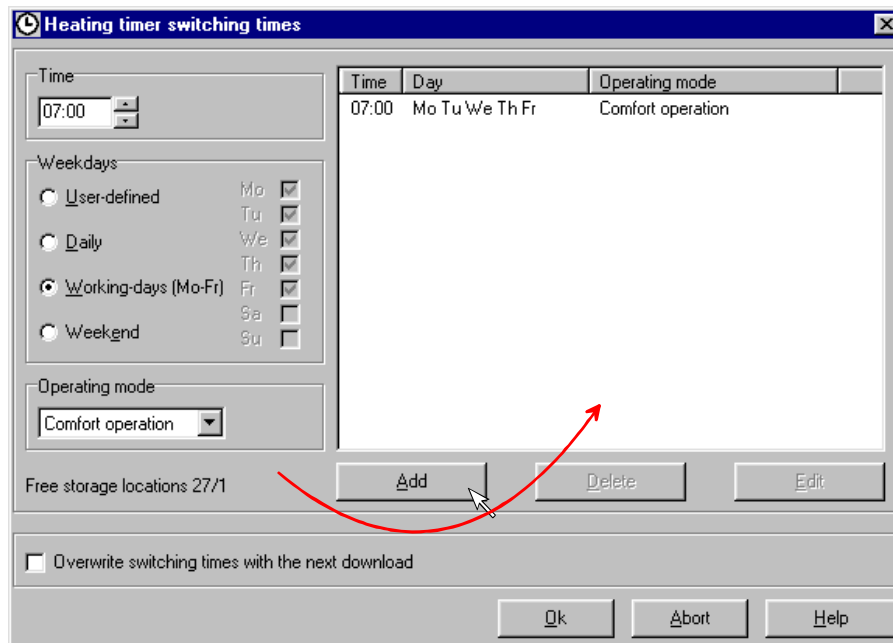 Heating timer switching times
Time
07:00
Weekdays
User-defined
Daily
Working-days (Mo-Fr)
Weekend
Mo
Tu
We
Th
Fr
Sa
Su
Operating mode
Comfort operation
Free storage locations 27/1
Time Day Operating mode
07:00 Mo Tu We Th Fr Comfort operation
Add Delete Edit
Overwrite switching times with the next download
Ok Abort Help